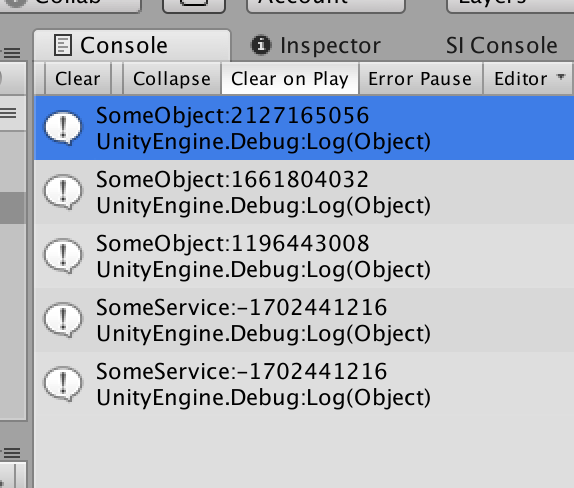 Collab
Account
Layers
Console
Inspector
SI Console
Clear
Collapse
Clear on Play
Error Pause
Editor
SomeObject:2127165056
UnityEngine.Debug:Log(Object)
SomeObject:1661804032
UnityEngine.Debug:Log(Object)
SomeObject:1196443008
UnityEngine.Debug:Log(Object)
SomeService:-1702441216
UnityEngine.Debug:Log(Object)
SomeService:-1702441216
UnityEngine.Debug:Log(Object)